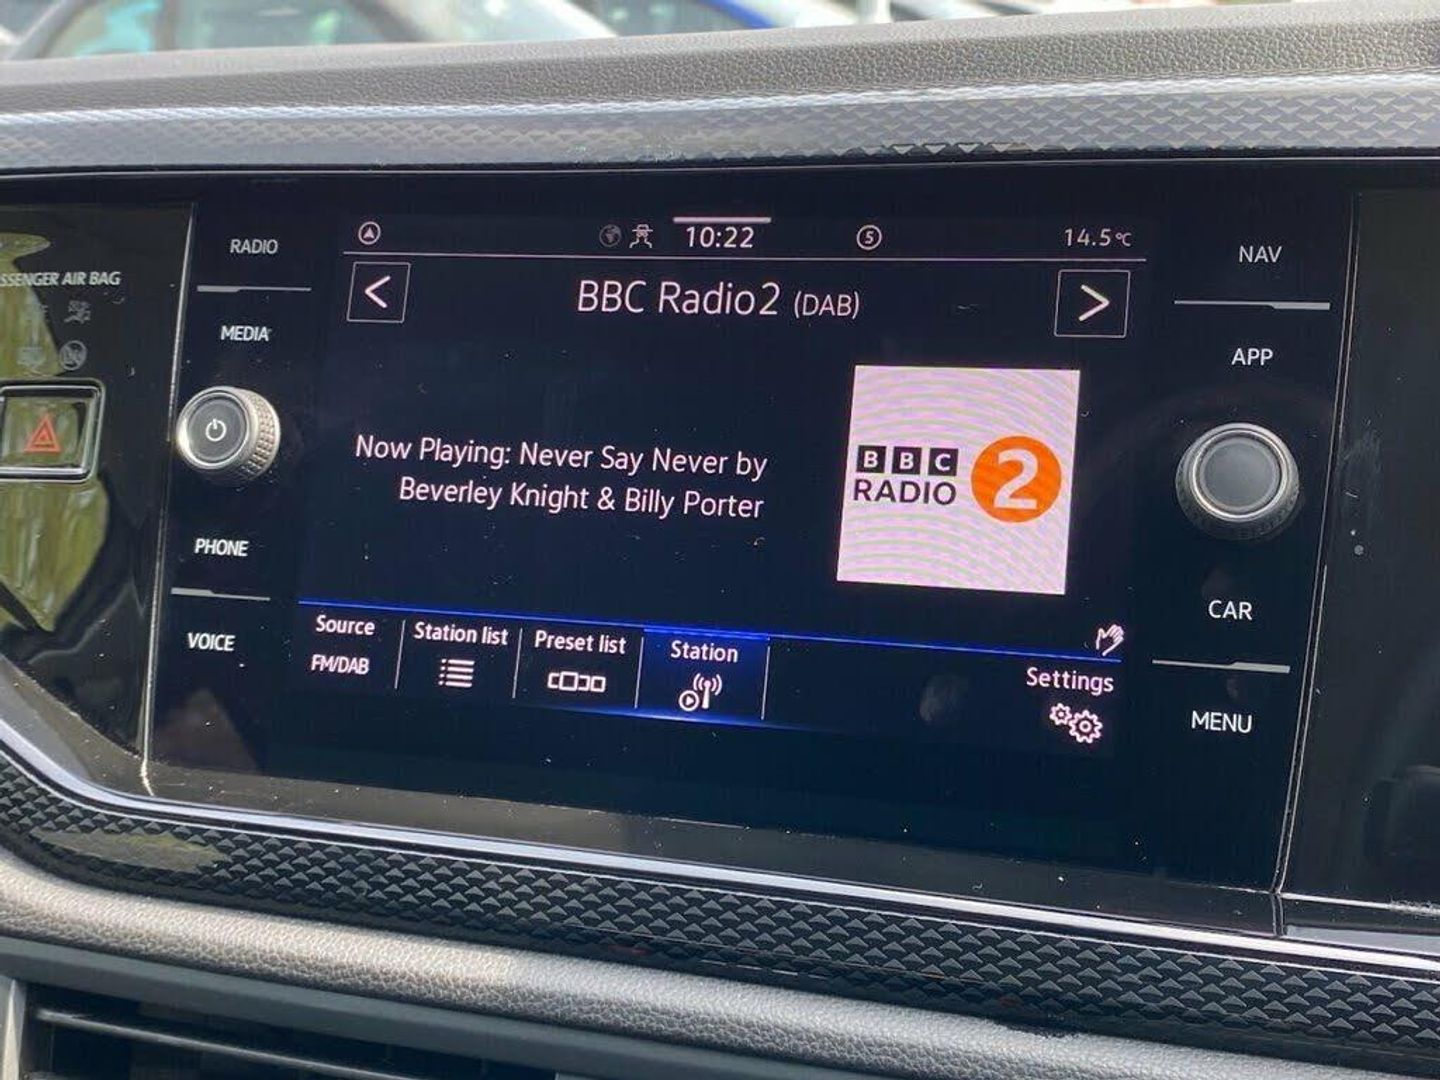 10:22
14.5°C
BBC Radio2 (DAB)
RADIO
MEDIA
PHONE
VOICE
NAV
APP
CAR
MENU
SSENGER AIR BAG
Now Playing: Never Say Never by
Beverley Knight & Billy Porter
BBC
RADIO
2
Source
FM/DAB
Station list
Preset list
Station
Settings